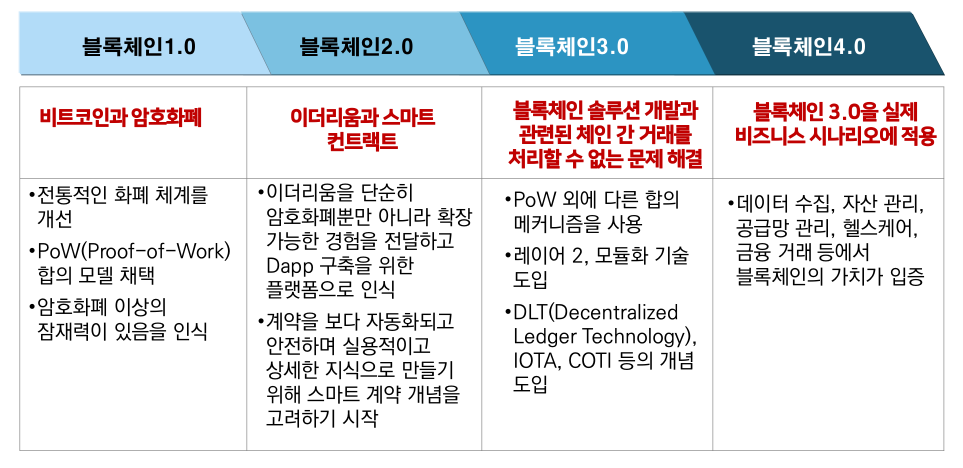 블록체인1.0
블록체인2.0
블록체인3.0
블록체인4.0
비트코인과 암호화폐
이더리움과 스마트
컨트랙트
블록체인 솔루션 개발과
관련된 체인 간 거래를
처리할 수 없는 문제 해결
블록체인 3.0을 실제
비즈니스 시나리오에 적용
•전통적인 화폐 체계를
개선
•PoW(Proof-of-Work)
합의 모델 채택
•암호화폐 이상의
잠재력이 있음을 인식
•이더리움을 단순히
암호화폐뿐만 아니라 확장
가능한 경험을 전달하고
Dapp 구축을 위한
플랫폼으로 인식
•계약을 보다 자동화되고
안전하며 실용적이고
상세한 지식으로 만들기
위해 스마트 계약 개념을
고려하기 시작
•PoW 외에 다른 합의
메커니즘을 사용
•레이어 2, 모듈화 기술
도입
•DLT(Decentralized
Ledger Technology),
IOTA, COTI 등의 개념
도입
•데이터 수집, 자산 관리,
공급망 관리, 헬스케어,
금융 거래 등에서
블록체인의 가치가 입증